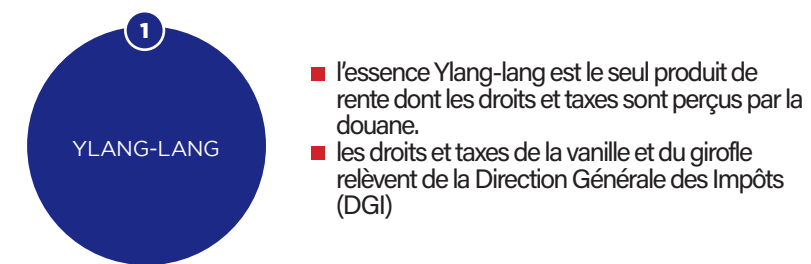 1
YLANG-LANG
l'essence Ylang-lang est le seul produit de
rente dont les droits et taxes sont perçus par la
douane.
les droits et taxes de la vanille et du girofle
relèvent de la Direction Générale des Impôts
(DGI)